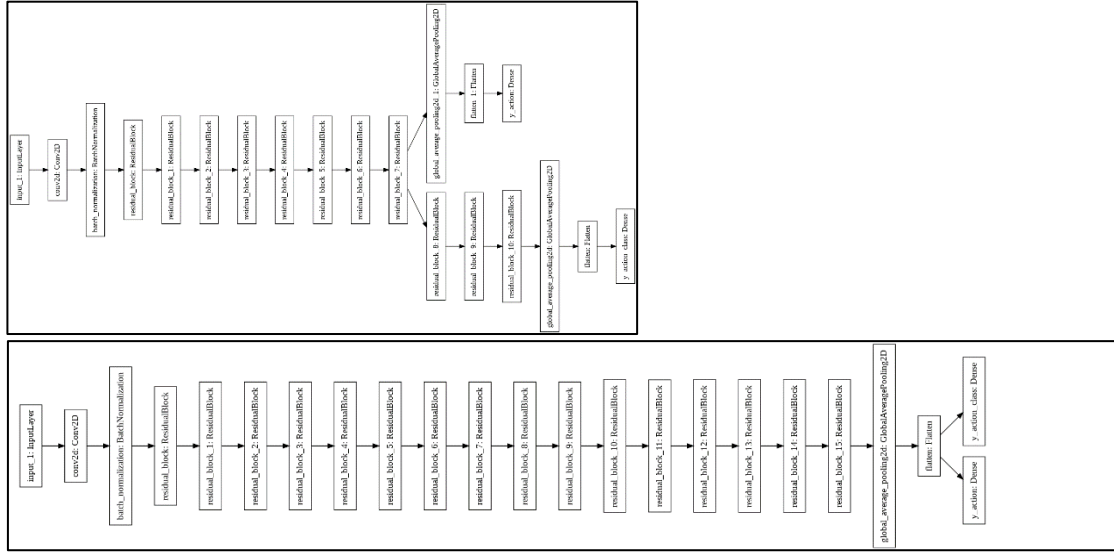 input_1: InputLayer
conv2d: Conv2D
batch_normalization: BatchNormalization
residual_block: ResidualBlock
residual_block_1: ResidualBlock
residual_block_2: ResidualBlock
residual_block_3: ResidualBlock
residual_block_4: ResidualBlock
residual_block_5: ResidualBlock
residual_block_6: ResidualBlock
residual_block_7: ResidualBlock
global_average_pooling2d_1: GlobalAveragePooling2D
flatten_1: Flatten
y_action: Dense
residual_block_8: ResidualBlock
residual_block_9: ResidualBlock
residual_block_10: ResidualBlock
global_average_pooling2d: GlobalAveragePooling2D
flatten: Flatten
y_action_class: Dense
input_1: InputLayer
conv2d: Conv2D
batch_normalization: BatchNormalization
residual_block: ResidualBlock
residual_block_1: ResidualBlock
residual_block_2: ResidualBlock
residual_block_3: ResidualBlock
residual_block_4: ResidualBlock
residual_block_5: ResidualBlock
residual_block_6: ResidualBlock
residual_block_7: ResidualBlock
residual_block_8: ResidualBlock
residual_block_9: ResidualBlock
residual_block_10: ResidualBlock
residual_block_11: ResidualBlock
residual_block_12: ResidualBlock
residual_block_13: ResidualBlock
residual_block_14: ResidualBlock
residual_block_15: ResidualBlock
global_average_pooling2d: GlobalAveragePooling2D
flatten: Flatten
y_action_class: Dense
y_action: Dense